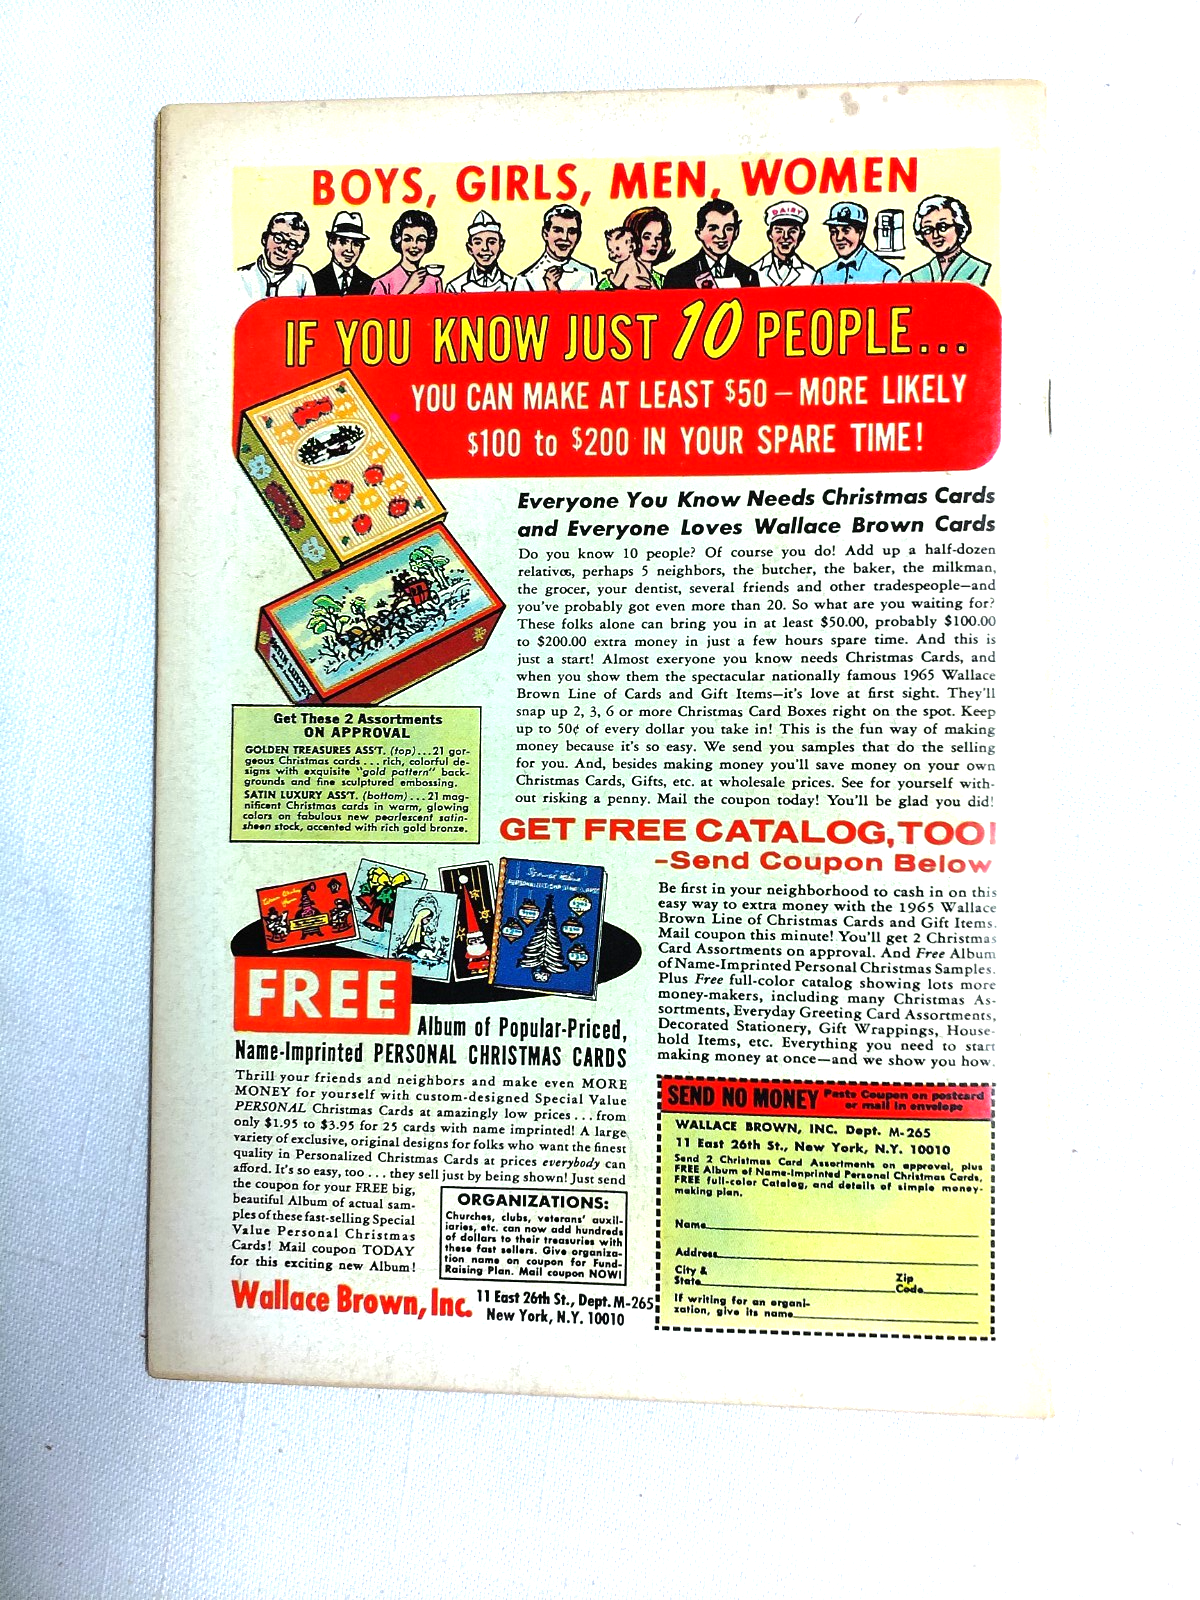 BOYS, GIRLS, MEN, WOMEN
DAIRY
IF YOU KNOW JUST 10 PEOPLE...
YOU CAN MAKE AT LEAST $50 – MORE LIKELY
$100 to $200 IN YOUR SPARE TIME!
Everyone You Know Needs Christmas Cards
and Everyone Loves Wallace Brown Cards
Do you know 10 people? Of course you do! Add up a half-dozen
relatives, perhaps 5 neighbors, the butcher, the baker, the milkman,
the grocer, your dentist, several friends and other tradespeople—and
you've probably got even more than 20. So what are you waiting for?
These folks alone can bring you in at least $50.00, probably $100.00
to $200.00 extra money in just a few hours spare time. And this is
just a start! Almost exeryone you know needs Christmas Cards, and
when you show them the spectacular nationally famous 1965 Wallace
Brown Line of Cards and Gift Items—it's love at first sight. They'll
snap up 2, 3, 6 or more Christmas Card Boxes right on the spot. Keep
up to 50¢ of every dollar you take in! This is the fun way of making
money because it's so easy. We send you samples that do the selling
for you. And, besides making money you'll save money on your own
Christmas Cards, Gifts, etc. at wholesale prices. See for yourself with-
out risking a penny. Mail the coupon today! You'll be glad you did!
SATIN LUXURY
Get These 2 Assortments
ON APPROVAL
GOLDEN TREASURES ASS'T. (top)...21 gor-
geous Christmas cards ... rich, colorful de-
signs with exquisite "gold pattern" back-
grounds and fine sculptured embossing.
SATIN LUXURY ASS'T. (bottom)...21 mag-
nificent Christmas cards in warm, glowing
colors on fabulous new pearlescent satin-
sheen stock, accented with rich gold bronze.
GET FREE CATALOG, TOO!
–Send Coupon Below
Be first in your neighborhood to cash in on this
easy way to extra money with the 1965 Wallace
Brown Line of Christmas Cards and Gift Items.
Mail coupon this minute! You'll get 2 Christmas
Card Assortments on approval. And Free Album
of Name-Imprinted Personal Christmas Samples.
Plus Free full-color catalog showing lots more
money-makers, including many Christmas As-
sortments, Everyday Greeting Card Assortments,
Decorated Stationery, Gift Wrappings, House-
hold Items, etc. Everything you need to start
making money at once—and we show you how.
FREE
Album of Popular-Priced,
Name-Imprinted PERSONAL CHRISTMAS CARDS
Thrill your friends and neighbors and make even MORE
MONEY for yourself with custom-designed Special Value
PERSONAL Christmas Cards at amazingly low prices...from
only $1.95 to $3.95 for 25 cards with name imprinted! A large
variety of exclusive, original designs for folks who want the finest
quality in Personalized Christmas Cards at prices everybody can
afford. It's so easy, too ... they sell just by being shown! Just send
the coupon for your FREE big,
beautiful Album of actual sam-
ples of these fast-selling Special
Value Personal Christmas
Cards! Mail coupon TODAY
for this exciting new Album!
ORGANIZATIONS:
Churches, clubs, veterans' auxil-
iaries, etc. can now add hundreds
of dollars to their treasuries with
these fast sellers. Give organiza-
tion name on coupon for Fund-
Raising Plan. Mail coupon NOW!
Wallace Brown, Inc. 11 East 26th St., Dept. M-265
New York, N.Y. 10010
SEND NO MONEY Paste Coupon on postcard
or mail in envelope
WALLACE BROWN, INC. Dept. M-265
11 East 26th St., New York, N.Y. 10010
Send 2 Christmas Card Assortments on approval, plus
FREE Album of Name-Imprinted Personal Christmas Cards,
FREE full-color Catalog, and details of simple money-
making plan.
Name
Address
City &
State
Zip
Code
If writing for an organi-
zation, give its name